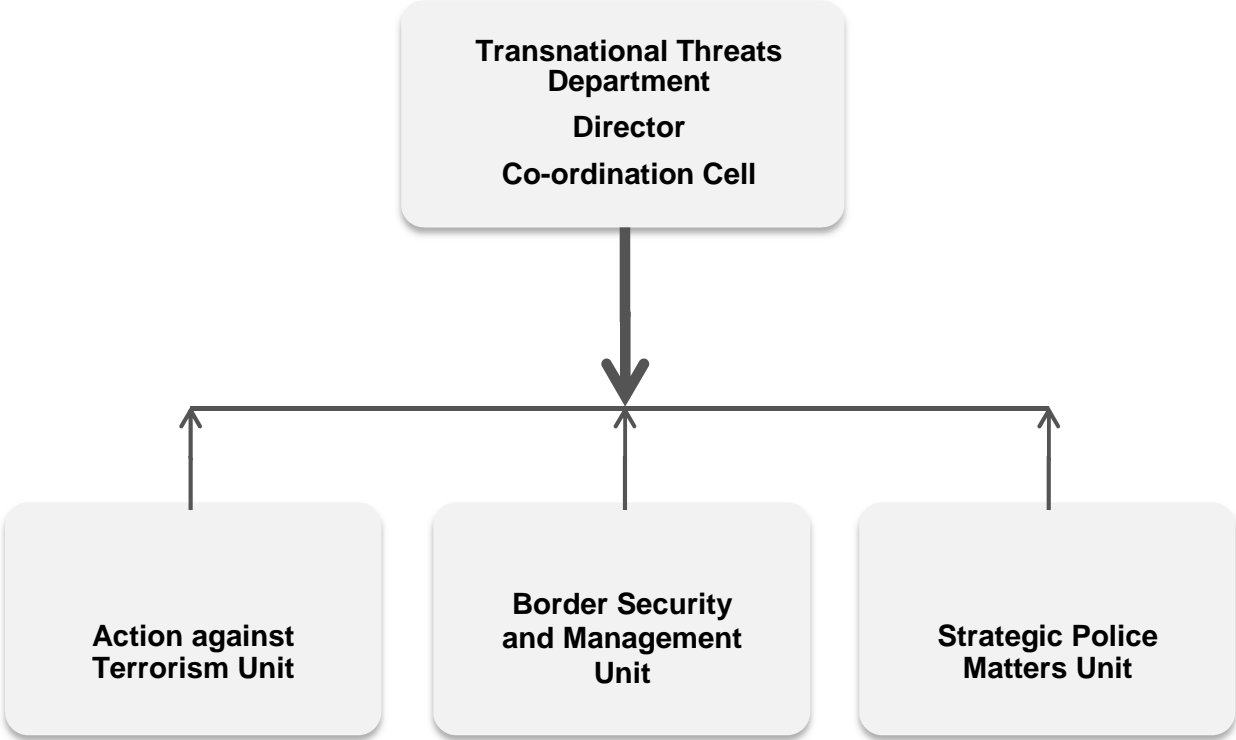 Transnational Threats
Department
Director
Co-ordination Cell
Action against
Terrorism Unit
Border Security
and Management
Unit
Strategic Police
Matters Unit